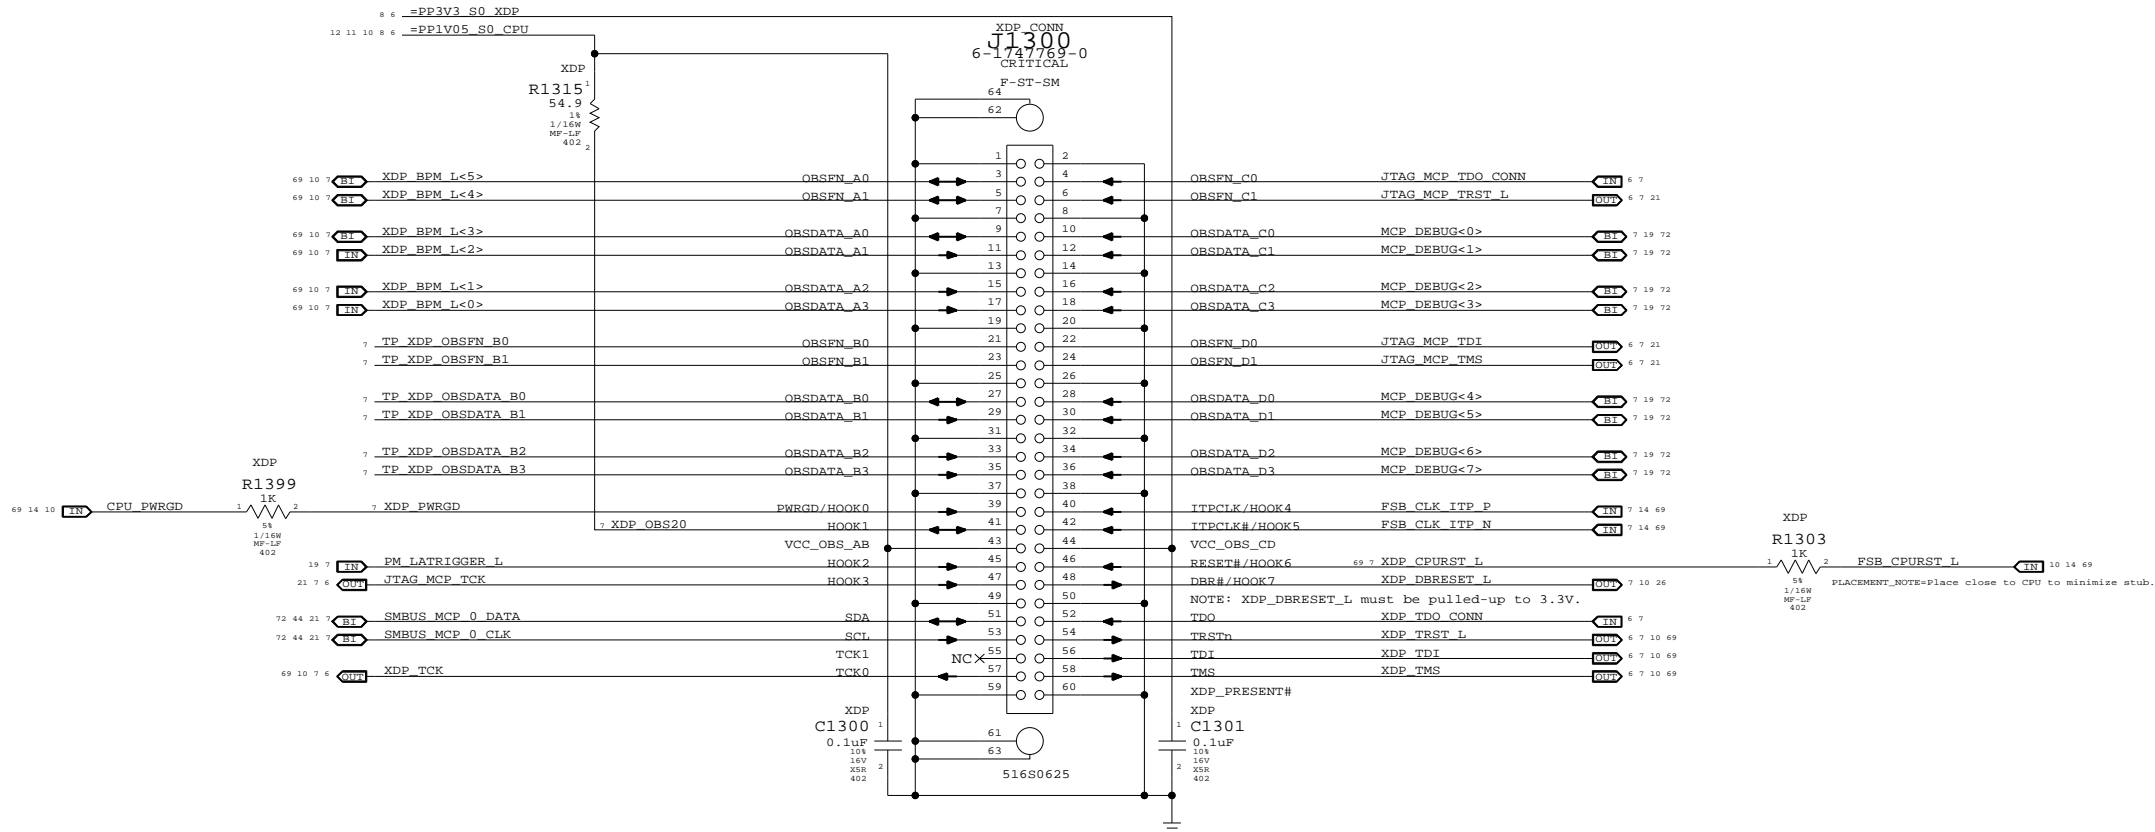 8 6 =PP3V3_S0_XDP
12 11 10 8 6 =PP1V05_S0_CPU
XDP
R1315
1
54.9
1%
1/16W
MF-LF
402
2
XDP_CONN
J1300
6-1747769-0
CRITICAL
F-ST-SM
64
62
1 2
69 10 7 BI XDP_BPM_L<5> OBSFN_A0 3 4 OBSFN_C0 JTAG_MCP_TDO_CONN IN 6 7
69 10 7 BI XDP_BPM_L<4> OBSFN_A1 5 6 OBSFN_C1 JTAG_MCP_TRST_L OUT 6 7 21
7 8
69 10 7 BI XDP_BPM_L<3> OBSDATA_A0 9 10 OBSDATA_C0 MCP_DEBUG<0> BI 7 19 72
69 10 7 IN XDP_BPM_L<2> OBSDATA_A1 11 12 OBSDATA_C1 MCP_DEBUG<1> BI 7 19 72
13 14
69 10 7 IN XDP_BPM_L<1> OBSDATA_A2 15 16 OBSDATA_C2 MCP_DEBUG<2> BI 7 19 72
69 10 7 IN XDP_BPM_L<0> OBSDATA_A3 17 18 OBSDATA_C3 MCP_DEBUG<3> BI 7 19 72
19 20
7 TP_XDP_OBSFN_B0 OBSFN_B0 21 22 OBSFN_D0 JTAG_MCP_TDI OUT 6 7 21
7 TP_XDP_OBSFN_B1 OBSFN_B1 23 24 OBSFN_D1 JTAG_MCP_TMS OUT 6 7 21
25 26
7 TP_XDP_OBSDATA_B0 OBSDATA_B0 27 28 OBSDATA_D0 MCP_DEBUG<4> BI 7 19 72
7 TP_XDP_OBSDATA_B1 OBSDATA_B1 29 30 OBSDATA_D1 MCP_DEBUG<5> BI 7 19 72
31 32
7 TP_XDP_OBSDATA_B2 OBSDATA_B2 33 34 OBSDATA_D2 MCP_DEBUG<6> BI 7 19 72
7 TP_XDP_OBSDATA_B3 OBSDATA_B3 35 36 OBSDATA_D3 MCP_DEBUG<7> BI 7 19 72
37 38
XDP
R1399
1K
69 14 10 IN CPU_PWRGD 1 2 7 XDP_PWRGD PWRGD/HOOK0 39 40 ITPCLK/HOOK4 FSB_CLK_ITP_P IN 7 14 69
5%
1/16W
MF-LF
402
7 XDP_OBS20 HOOK1 41 42 ITPCLK#/HOOK5 FSB_CLK_ITP_N IN 7 14 69
VCC_OBS_AB 43 44 VCC_OBS_CD
XDP
R1303
1K
19 7 IN PM_LATRIGGER_L HOOK2 45 46 RESET#/HOOK6 69 7 XDP_CPURST_L 1 2 FSB_CPURST_L IN 10 14 69
5%
1/16W
MF-LF
402
PLACEMENT_NOTE=Place close to CPU to minimize stub.
21 7 6 OUT JTAG_MCP_TCK HOOK3 47 48 DBR#/HOOK7 XDP_DBRESET_L OUT 7 10 26
49 50 NOTE: XDP_DBRESET_L must be pulled-up to 3.3V.
72 44 21 7 BI SMBUS_MCP_0_DATA SDA 51 52 TDO XDP_TDO_CONN IN 6 7
72 44 21 7 BI SMBUS_MCP_0_CLK SCL 53 54 TRSTn XDP_TRST_L OUT 6 7 10 69
TCK1 NC 55 56 TDI XDP_TDI OUT 6 7 10 69
69 10 7 6 OUT XDP_TCK TCK0 57 58 TMS XDP_TMS OUT 6 7 10 69
59 60 XDP_PRESENT#
XDP
C1300
1
0.1uF
10%
16V
X5R
402
2
61
63
516S0625
XDP
C1301
1
0.1uF
10%
16V
X5R
402
2